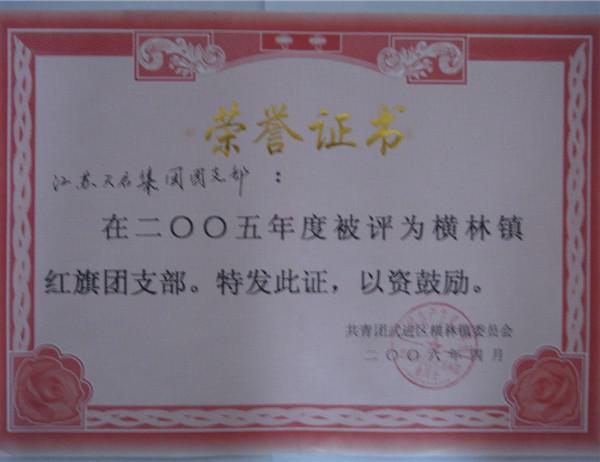 荣誉证书
江苏天名集团团支部：
在二〇〇五年度被评为横林镇
红旗团支部。特发此证，以资鼓励。
共青团武进区横林镇委员会
二〇〇六年四月